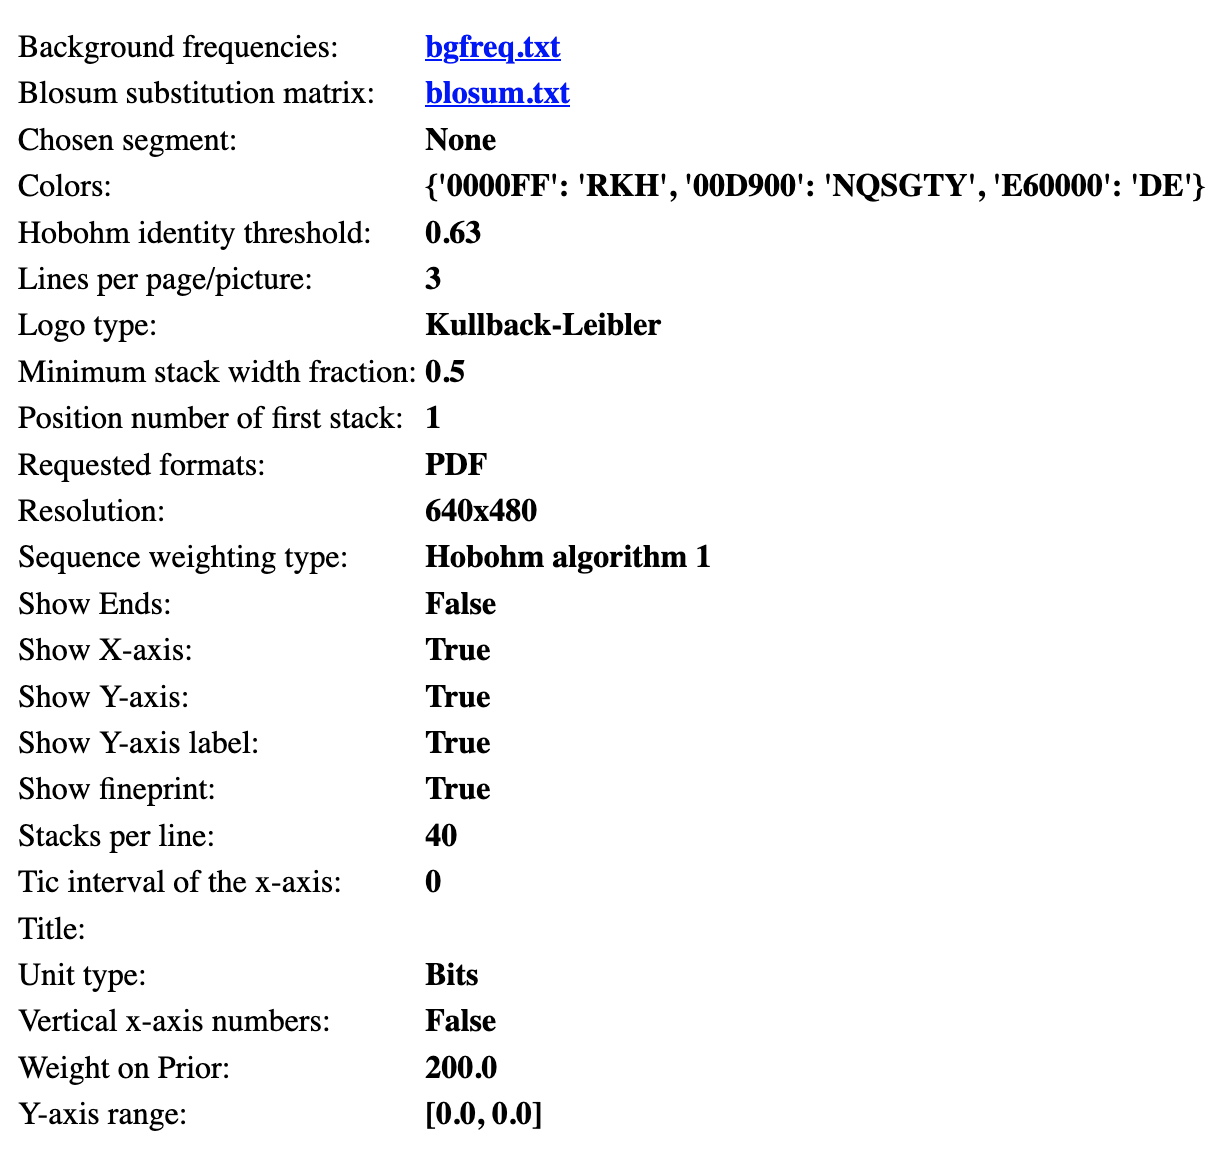 Background frequencies: bgfreq.txt
Blosum substitution matrix: blosum.txt
Chosen segment: None
Colors: {'0000FF': 'RKH', '00D900': 'NQSGTY', 'E60000': 'DE'}
Hobohm identity threshold: 0.63
Lines per page/picture: 3
Logo type: Kullback-Leibler
Minimum stack width fraction: 0.5
Position number of first stack: 1
Requested formats: PDF
Resolution: 640x480
Sequence weighting type: Hobohm algorithm 1
Show Ends: False
Show X-axis: True
Show Y-axis: True
Show Y-axis label: True
Show fineprint: True
Stacks per line: 40
Tic interval of the x-axis: 0
Title:
Unit type: Bits
Vertical x-axis numbers: False
Weight on Prior: 200.0
Y-axis range: [0.0, 0.0]